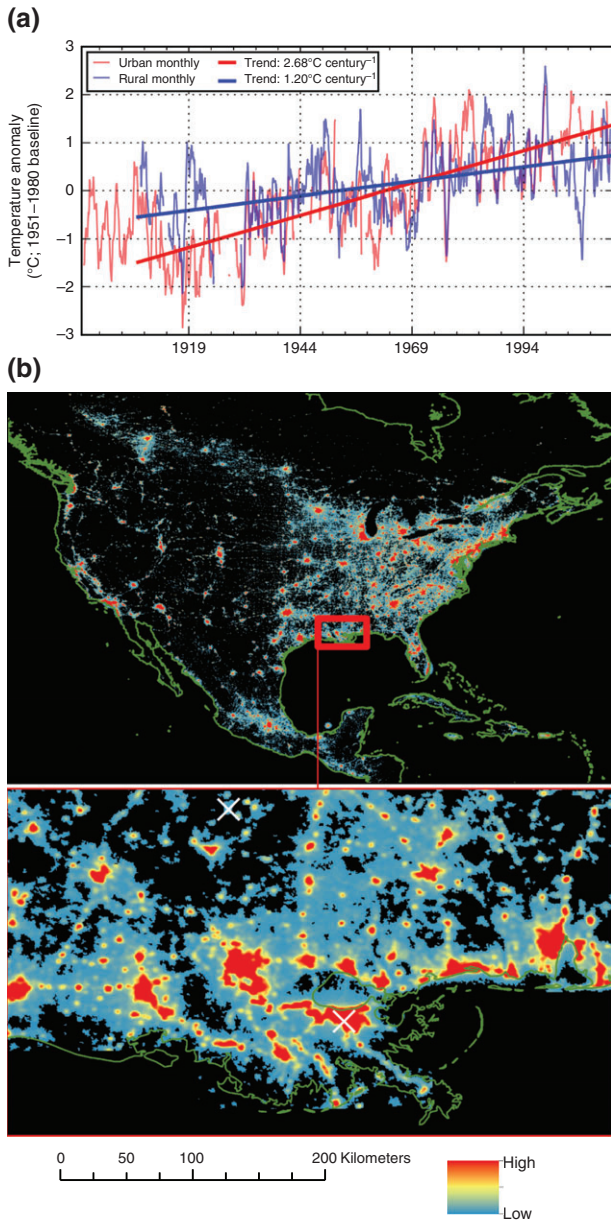 (a)
3
2
1
0
–1
–2
–3
Temperature anomaly
(°C; 1951–1980 baseline)
Urban monthly
Rural monthly
Trend: 2.68°C century⁻¹
Trend: 1.20°C century⁻¹
1919
1944
1969
1994
(b)
0
50
100
200 Kilometers
High
Low